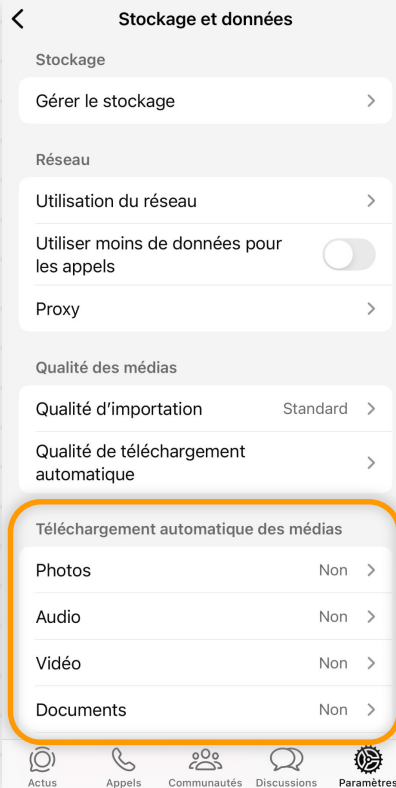 Stockage et données
Stockage
Gérer le stockage
Réseau
Utilisation du réseau
Utiliser moins de données pour
les appels
Proxy
Qualité des médias
Qualité d’importation Standard
Qualité de téléchargement
automatique
Téléchargement automatique des médias
Photos Non
Audio Non
Vidéo Non
Documents Non
Actus Appels Communautés Discussions Paramètres